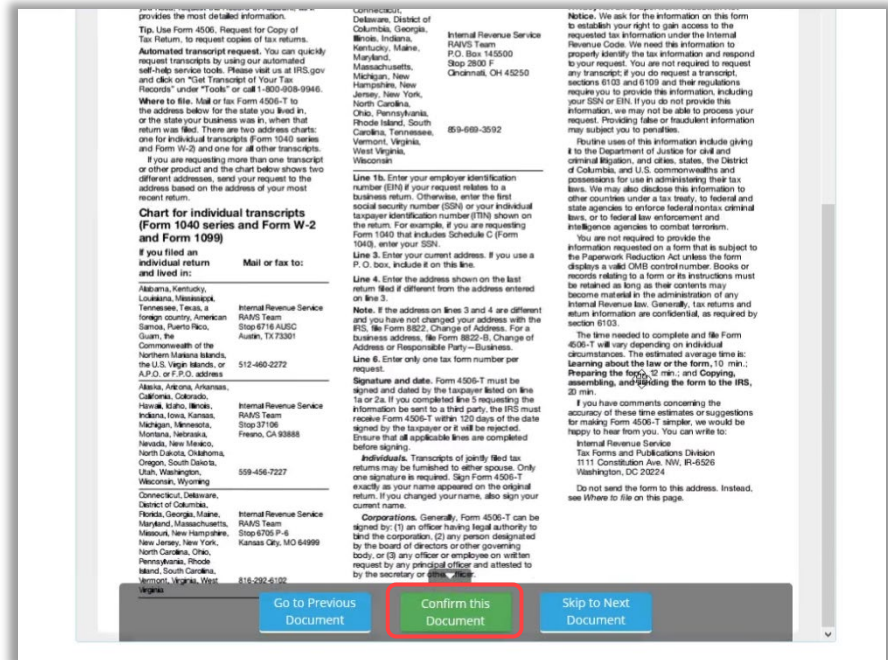 provides the most detailed information.
Tip. Use Form 4506, Request for Copy of
Tax Return, to request copies of tax returns.
Automated transcript request. You can quickly
request transcripts by using our automated
self-help service tools. Please visit us at IRS.gov
and click on “Get Transcript of Your Tax
Records” under “Tools” or call 1-800-908-9946.
Where to file. Mail or fax Form 4506-T to
the address below for the state you lived in,
or the state your business was in, when that
return was filed. There are two address charts:
one for individual transcripts (Form 1040 series
and Form W-2) and one for all other transcripts.
If you are requesting more than one transcript
or other product and the chart below shows two
different addresses, send your request to the
address based on the address of your most
recent return.
Chart for individual transcripts
(Form 1040 series and Form W-2
and Form 1099)
If you filed an
individual return
and lived in:
Mail or fax to:
Alabama, Kentucky,
Louisiana, Mississippi,
Tennessee, Texas, a
foreign country, American
Samoa, Puerto Rico,
Guam, the
Commonwealth of the
Northern Mariana Islands,
the U.S. Virgin Islands, or
A.P.O. or F.P.O. address
Internal Revenue Service
RAIVS Team
Stop 6716 AUSC
Austin, TX 73301
512-460-2272
Alaska, Arizona, Arkansas,
California, Colorado,
Hawaii, Idaho, Illinois,
Indiana, Iowa, Kansas,
Michigan, Minnesota,
Montana, Nebraska,
Nevada, New Mexico,
North Dakota, Oklahoma,
Oregon, South Dakota,
Utah, Washington,
Wisconsin, Wyoming
Internal Revenue Service
RAIVS Team
Stop 37106
Fresno, CA 93888
559-456-7227
Connecticut, Delaware,
District of Columbia,
Florida, Georgia, Maine,
Maryland, Massachusetts,
Missouri, New Hampshire,
New Jersey, New York,
North Carolina, Ohio,
Pennsylvania, Rhode
Island, South Carolina,
Vermont, Virginia, West
Virginia
Internal Revenue Service
RAIVS Team
Stop 6705 P-6
Kansas City, MO 64999
816-292-6102
Connecticut,
Delaware, District of
Columbia, Georgia,
Illinois, Indiana,
Kentucky, Maine,
Maryland,
Massachusetts,
Michigan, New
Hampshire, New
Jersey, New York,
North Carolina,
Ohio, Pennsylvania,
Rhode Island, South
Carolina, Tennessee,
Vermont, Virginia,
West Virginia,
Wisconsin
Internal Revenue Service
RAIVS Team
P.O. Box 145500
Stop 2800 F
Cincinnati, OH 45250
859-669-3592
Line 1b. Enter your employer identification
number (EIN) if your request relates to a
business return. Otherwise, enter the first
social security number (SSN) or your individual
taxpayer identification number (ITIN) shown on
the return. For example, if you are requesting
Form 1040 that includes Schedule C (Form
1040), enter your SSN.
Line 3. Enter your current address. If you use a
P. O. box, include it on this line.
Line 4. Enter the address shown on the last
return filed if different from the address entered
on line 3.
Note. If the address on lines 3 and 4 are different
and you have not changed your address with the
IRS, file Form 8822, Change of Address. For a
business address, file Form 8822-B, Change of
Address or Responsible Party—Business.
Line 6. Enter only one tax form number per
request.
Signature and date. Form 4506-T must be
signed and dated by the taxpayer listed on line
1a or 2a. If you completed line 5 requesting the
information be sent to a third party, the IRS must
receive Form 4506-T within 120 days of the date
signed by the taxpayer or it will be rejected.
Ensure that all applicable lines are completed
before signing.
Individuals. Transcripts of jointly filed tax
returns may be furnished to either spouse. Only
one signature is required. Sign Form 4506-T
exactly as your name appeared on the original
return. If you changed your name, also sign your
current name.
Corporations. Generally, Form 4506-T can be
signed by: (1) an officer having legal authority to
bind the corporation, (2) any person designated
by the board of directors or other governing
body, or (3) any officer or employee on written
request by any principal officer and attested to
by the secretary or other officer.
Notice. We ask for the information on this form
to establish your right to gain access to the
requested tax information under the Internal
Revenue Code. We need this information to
properly identify the tax information and respond
to your request. You are not required to request
any transcript; if you do request a transcript,
sections 6103 and 6109 and their regulations
require you to provide this information, including
your SSN or EIN. If you do not provide this
information, we may not be able to process your
request. Providing false or fraudulent information
may subject you to penalties.
Routine uses of this information include giving
it to the Department of Justice for civil and
criminal litigation, and cities, states, the District
of Columbia, and U.S. commonwealths and
possessions for use in administering their tax
laws. We may also disclose this information to
other countries under a tax treaty, to federal and
state agencies to enforce federal nontax criminal
laws, or to federal law enforcement and
intelligence agencies to combat terrorism.
You are not required to provide the
information requested on a form that is subject to
the Paperwork Reduction Act unless the form
displays a valid OMB control number. Books or
records relating to a form or its instructions must
be retained as long as their contents may
become material in the administration of any
Internal Revenue law. Generally, tax returns and
return information are confidential, as required by
section 6103.
The time needed to complete and file Form
4506-T will vary depending on individual
circumstances. The estimated average time is:
Learning about the law or the form, 10 min.;
Preparing the form, 12 min.; and Copying,
assembling, and sending the form to the IRS,
20 min.
If you have comments concerning the
accuracy of these time estimates or suggestions
for making Form 4506-T simpler, we would be
happy to hear from you. You can write to:
Internal Revenue Service
Tax Forms and Publications Division
1111 Constitution Ave. NW, IR-6526
Washington, DC 20224
Do not send the form to this address. Instead,
see Where to file on this page.
Go to Previous
Document
Confirm this
Document
Skip to Next
Document